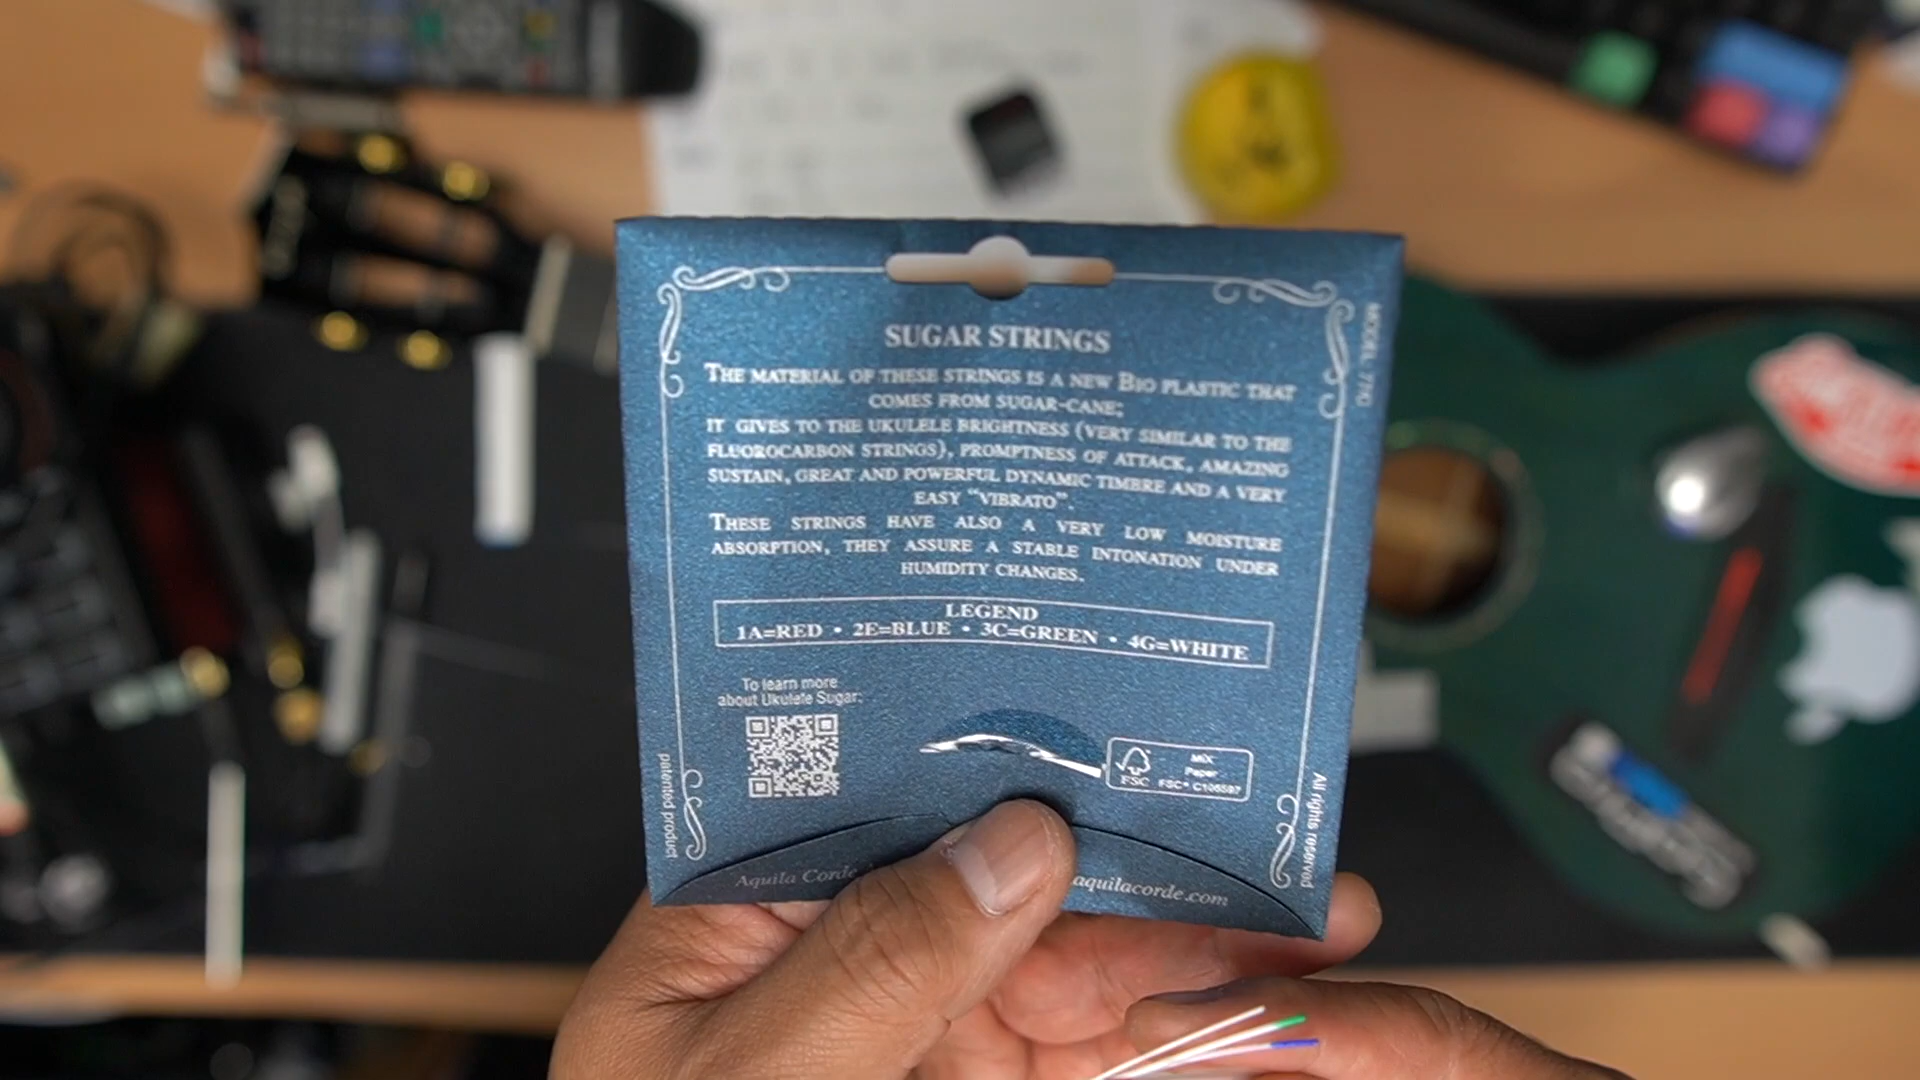 SUGAR STRINGS
THE MATERIAL OF THESE STRINGS IS A NEW BIO PLASTIC THAT
COMES FROM SUGAR-CANE;
IT GIVES TO THE UKULELE BRIGHTNESS (VERY SIMILAR TO THE
FLUOROCARBON STRINGS), PROMPTNESS OF ATTACK, AMAZING
SUSTAIN, GREAT AND POWERFUL DYNAMIC TIMBRE AND A VERY
EASY "VIBRATO".
THESE STRINGS HAVE ALSO A VERY LOW MOISTURE
ABSORPTION, THEY ASSURE A STABLE INTONATION UNDER
HUMIDITY CHANGES.
LEGEND
1A=RED • 2E=BLUE • 3C=GREEN • 4G=WHITE
To learn more
about Ukulele Sugar:
FSC
MIX
Paper
FSC® C106597
patented product
All rights reserved
MODEL
Aquila Corde
aquilacorde.com